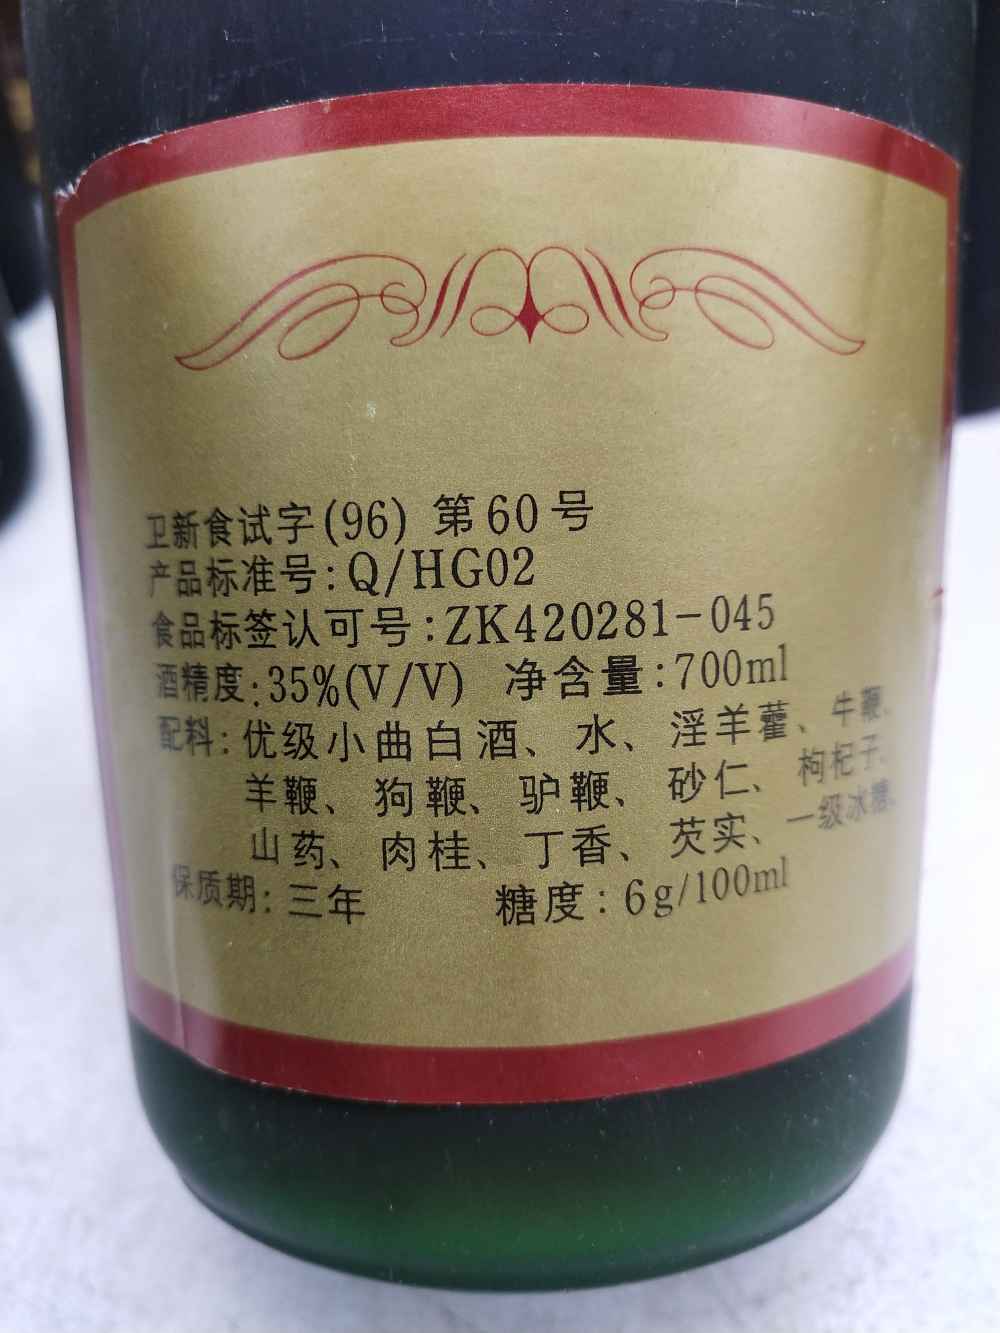 卫新食试字(96) 第60号
产品标准号:Q/HG02
食品标签认可号:ZK420281-045
酒精度:35%(V/V) 净含量:700ml
配料:优级小曲白酒、水、淫羊藿、牛鞭、
羊鞭、狗鞭、驴鞭、砂仁、枸杞子、
山药、肉桂、丁香、芡实、一级冰糖、
保质期:三年 糖度:6g/100ml